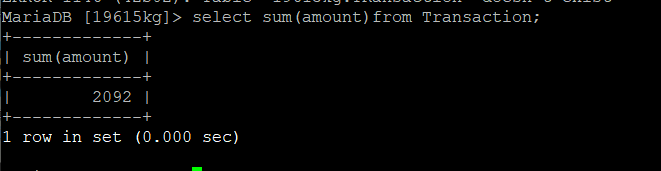 MariaDB [19615kg]> select sum(amount)from Transaction;
+-------------+
| sum(amount) |
+-------------+
|        2092 |
+-------------+
1 row in set (0.000 sec)